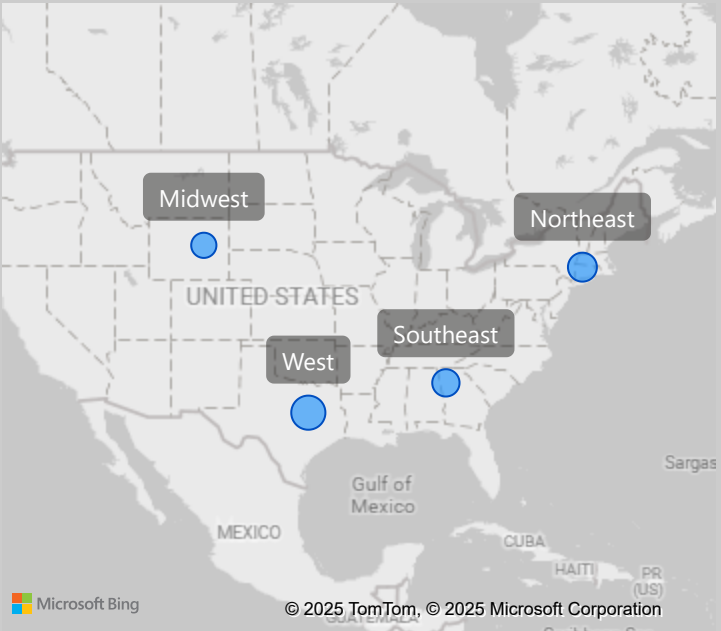 Midwest
Northeast
UNITED STATES
Southeast
West
Sargas
Gulf of
Mexico
MEXICO
CUBA
HAITI
PR
(US)
Microsoft Bing
© 2025 TomTom, © 2025 Microsoft Corporation
GUATEMALA